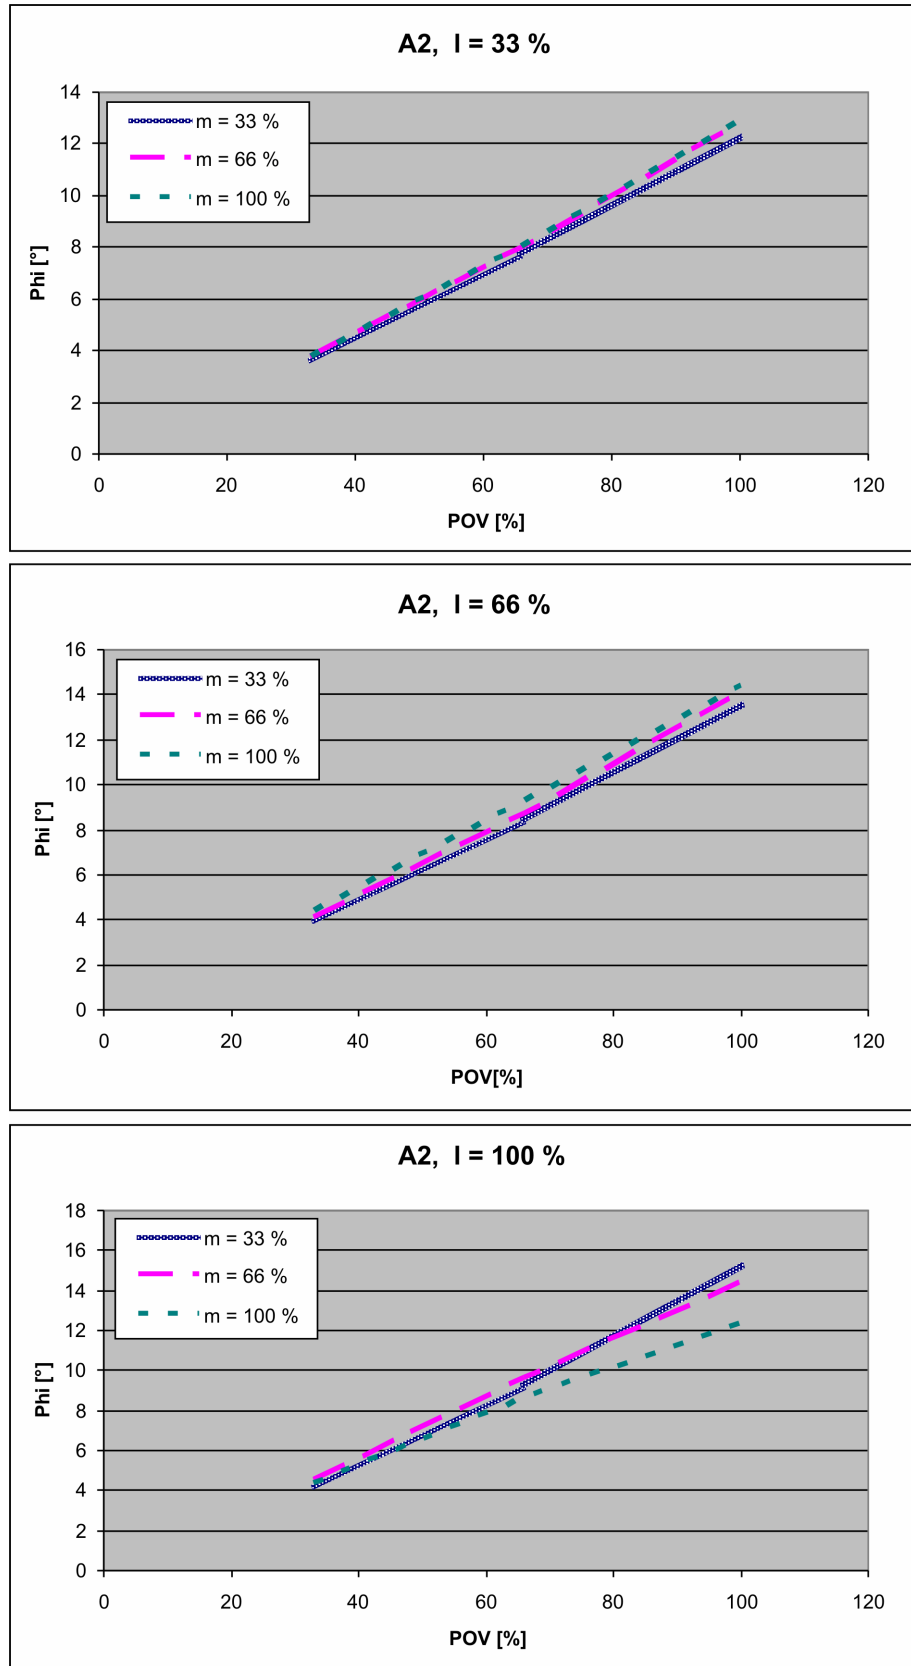 A2, l = 33 %
14
12
10
8
6
4
2
0
m = 33 %
m = 66 %
m = 100 %
Phi [°]
0 20 40 60 80 100 120
POV [%]
A2, l = 66 %
16
14
12
10
8
6
4
2
0
m = 33 %
m = 66 %
m = 100 %
Phi [°]
0 20 40 60 80 100 120
POV[%]
A2, l = 100 %
18
16
14
12
10
8
6
4
2
0
m = 33 %
m = 66 %
m = 100 %
Phi [°]
0 20 40 60 80 100 120
POV [%]